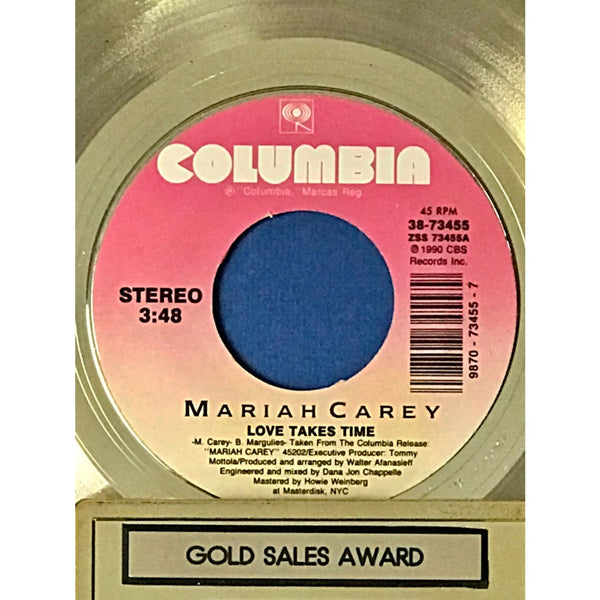 COLUMBIA
® "Columbia," Marcas Reg.
45 RPM
38-73455
ZSS 73455A
℗ 1990 CBS
Records Inc.
STEREO
3:48
9870 - 73455 - 7
MARIAH CAREY
LOVE TAKES TIME
-M. Carey- B. Margulies- Taken From The Columbia Release:
"MARIAH CAREY" 45202/Executive Producer: Tommy
Mottola/Produced and arranged by Walter Afanasieff
Engineered and mixed by Dana Jon Chappelle
Mastered by Howie Weinberg
at Masterdisk, NYC
GOLD SALES AWARD